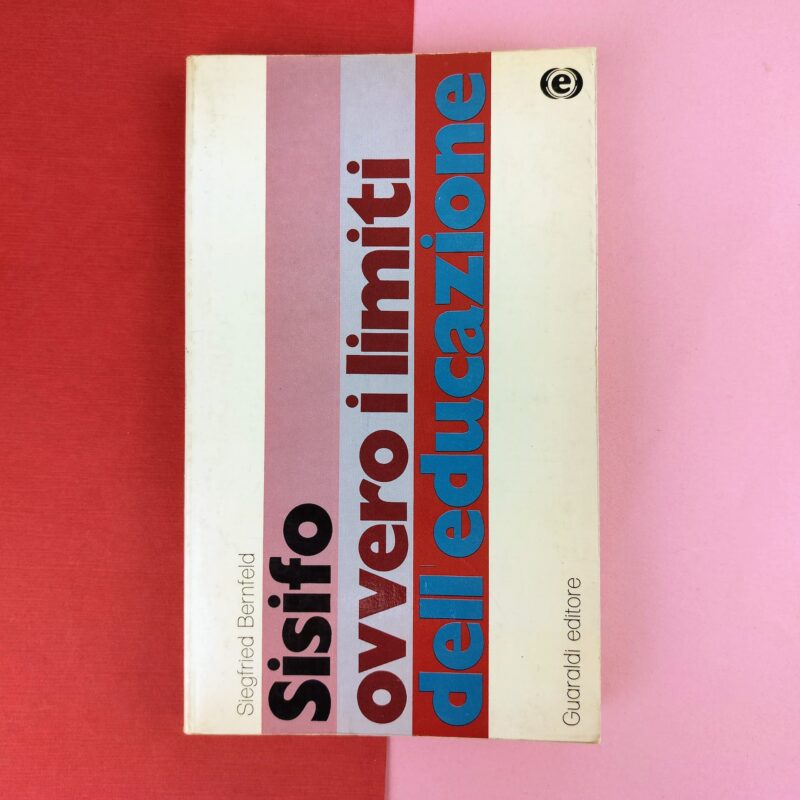 Siegfried Bernfeld
Sisifo
ovvero i limiti
dell'educazione
Guaraldi editore
e